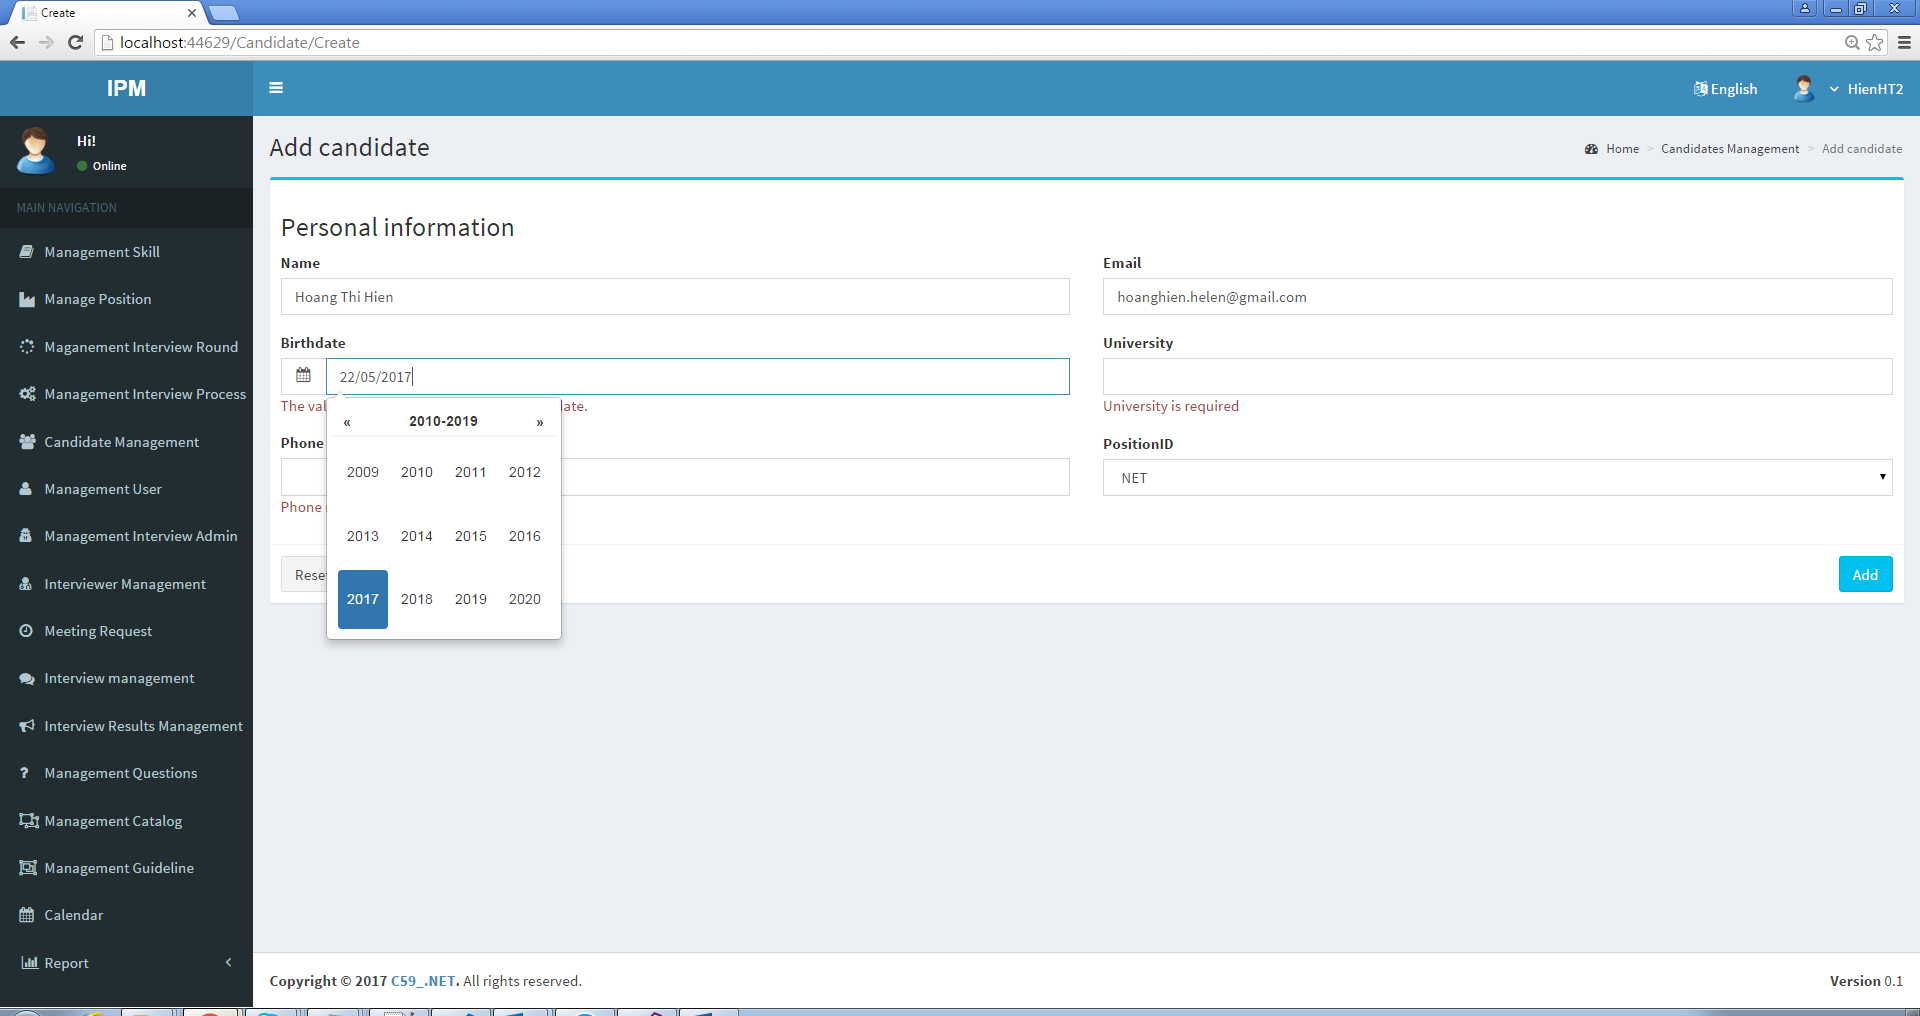 Create
localhost:44629/Candidate/Create
IPM
English
HienHT2
Hi!
Online
MAIN NAVIGATION
Management Skill
Manage Position
Maganement Interview Round
Management Interview Process
Candidate Management
Management User
Management Interview Admin
Interviewer Management
Meeting Request
Interview management
Interview Results Management
Management Questions
Management Catalog
Management Guideline
Calendar
Report
Add candidate
Home > Candidates Management > Add candidate
Personal information
Name
Hoang Thi Hien
Email
hoanghien.helen@gmail.com
Birthdate
22/05/2017
University
University is required
The val
« 2010-2019 »
2009 2010 2011 2012
2013 2014 2015 2016
2017 2018 2019 2020
Phone
Phone
PositionID
NET
Add
Copyright © 2017 C59_.NET. All rights reserved.
Version 0.1